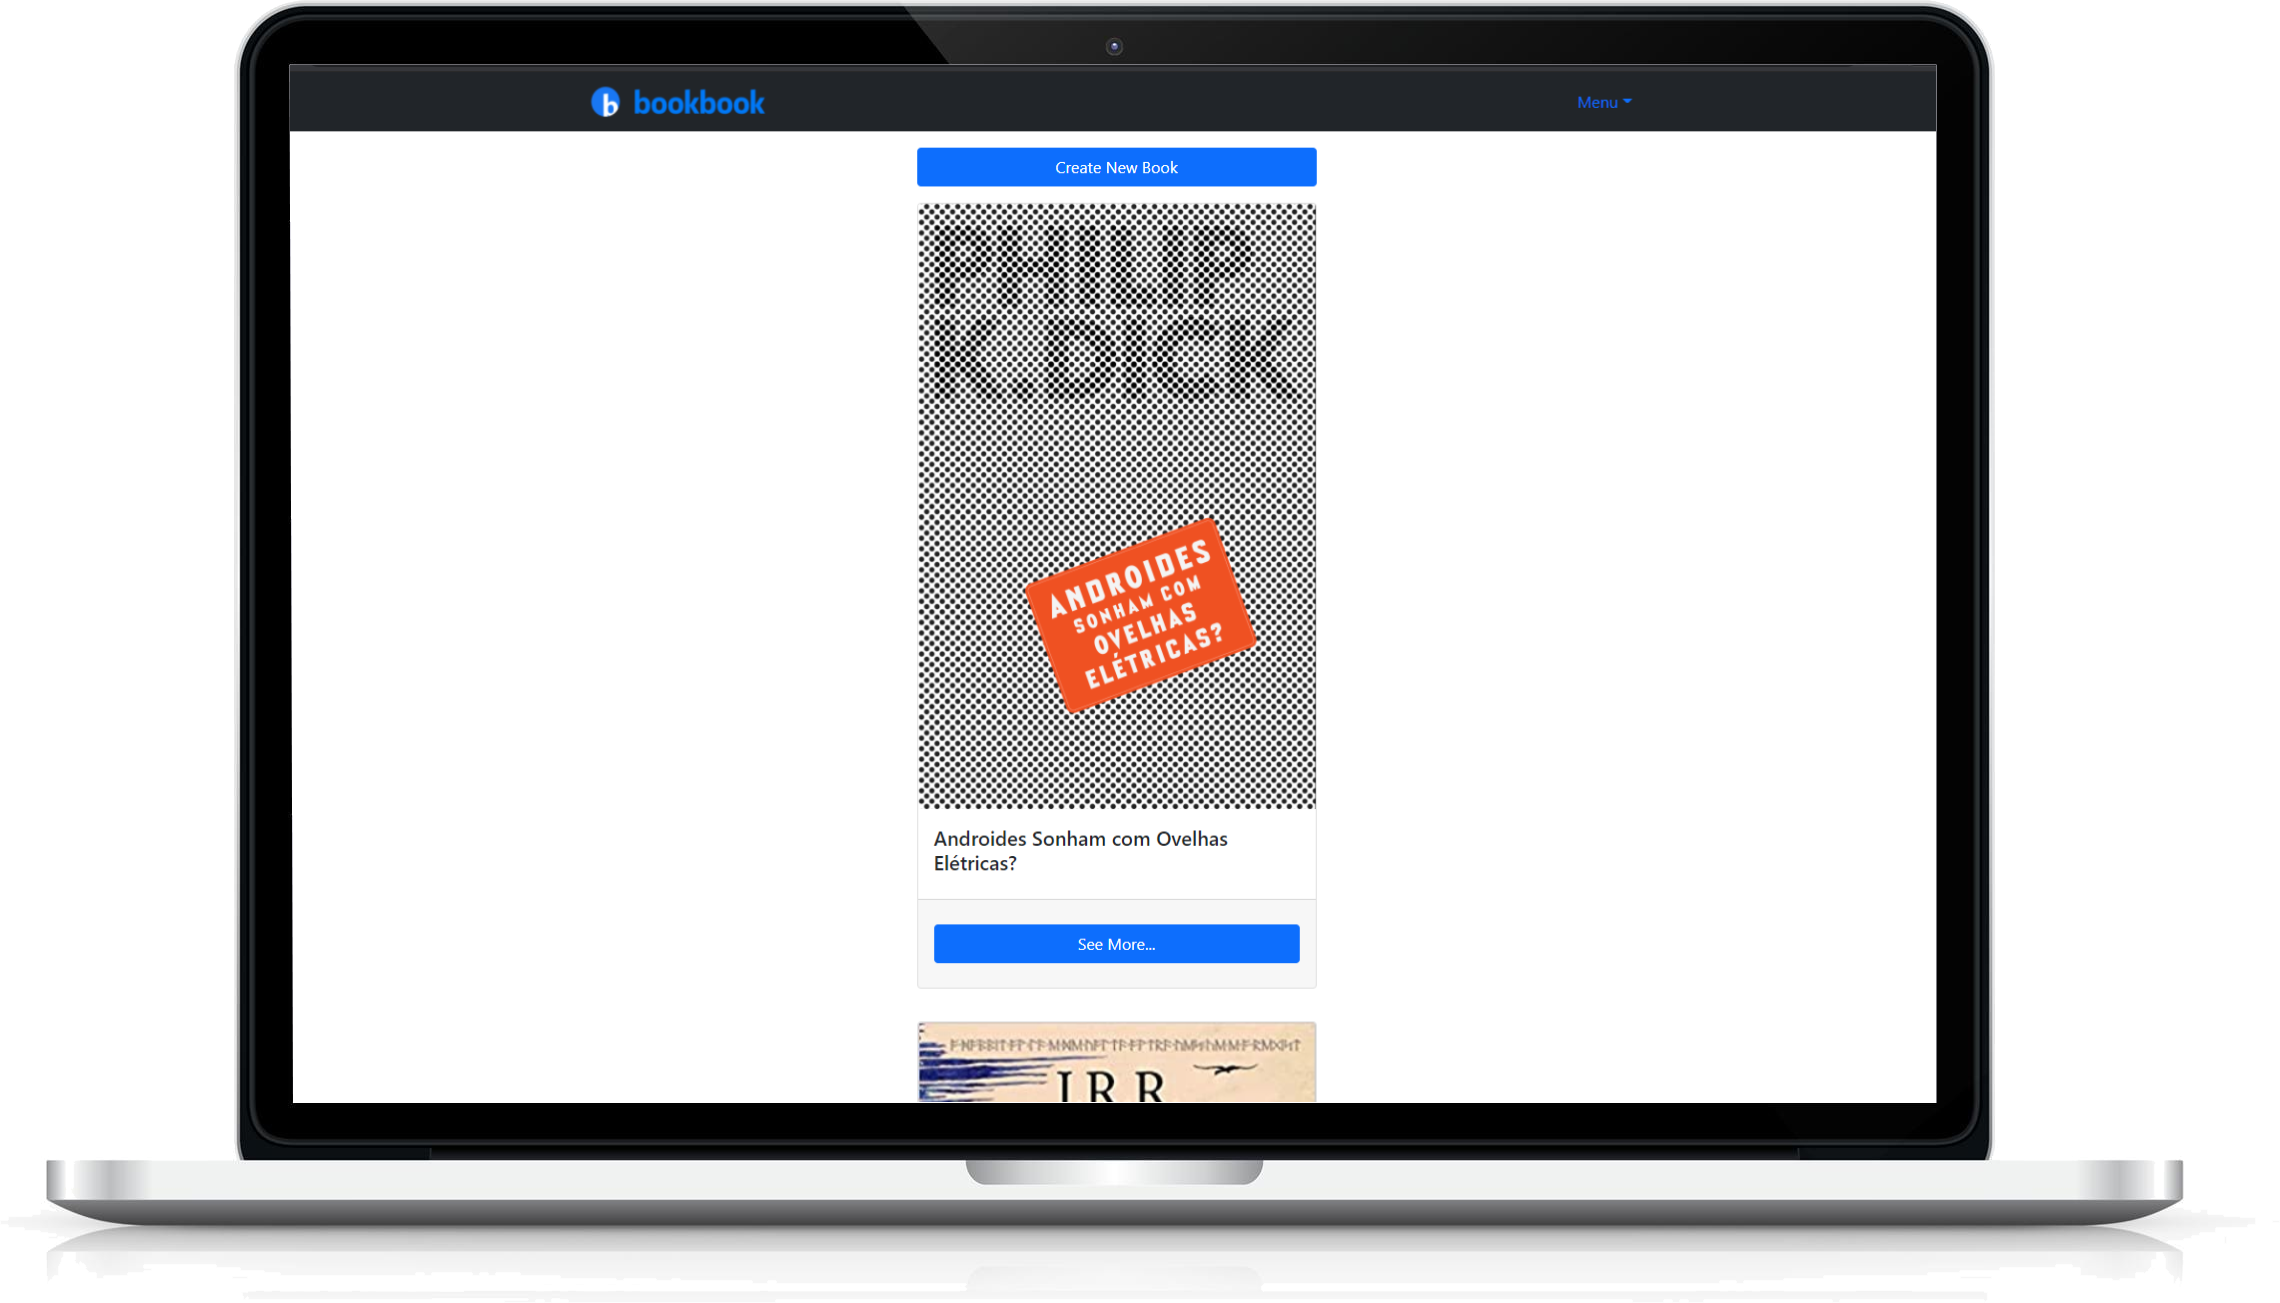 bookbook
Menu
Create New Book
PHILIP
K. DICK
ANDROIDES
SONHAM COM
OVELHAS
ELÉTRICAS?
Androides Sonham com Ovelhas
Elétricas?
See More...
J.R.R